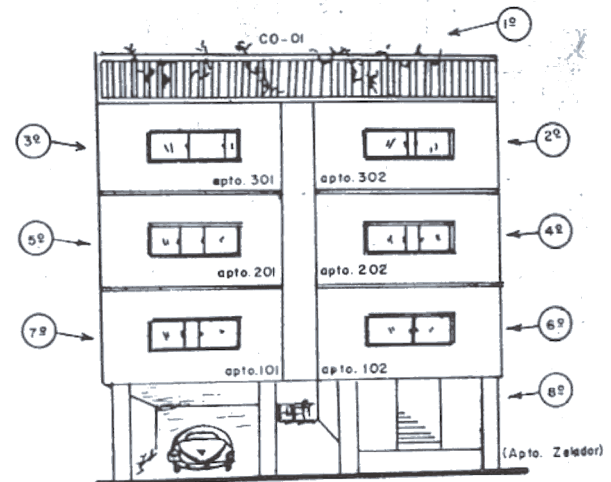 CO-01
1º
3º
2º
apto. 301
apto. 302
5º
4º
apto. 201
apto. 202
7º
6º
apto. 101
apto. 102
8º
(Apto. Zelador)